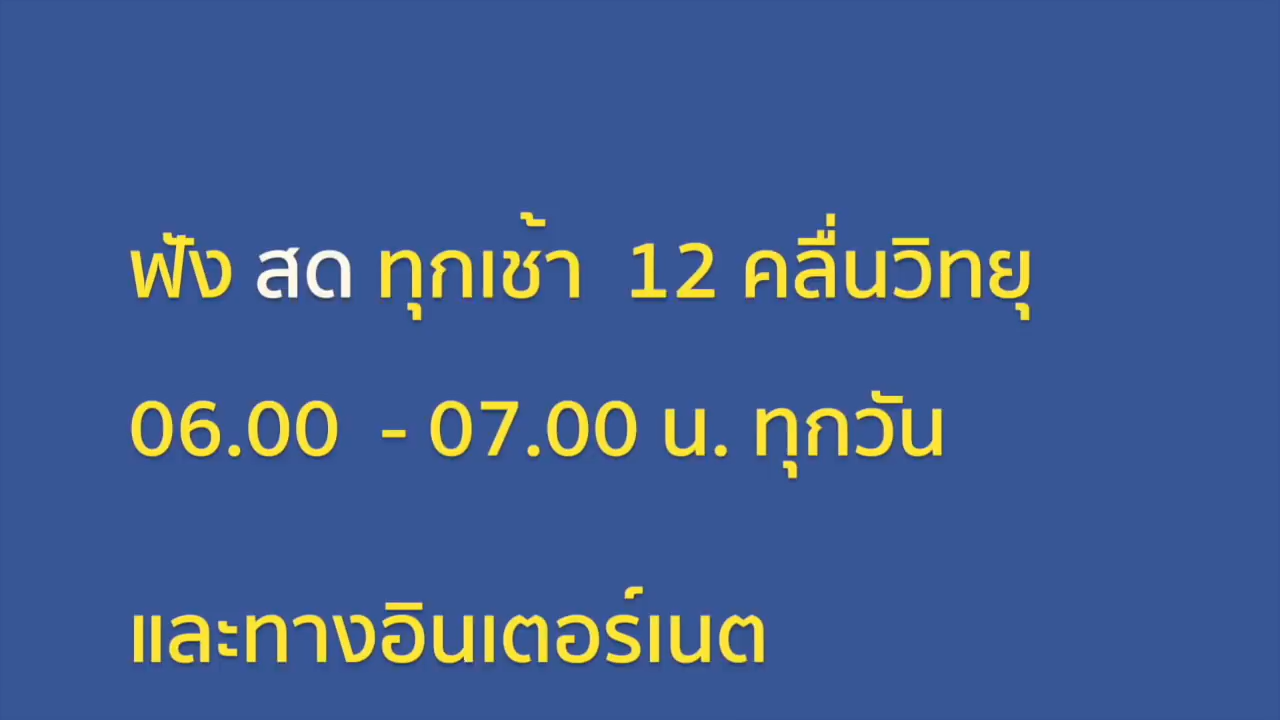 ฟัง สด ทุกเช้า 12 คลื่นวิทยุ
06.00 - 07.00 น. ทุกวัน
และทางอินเตอร์เนต